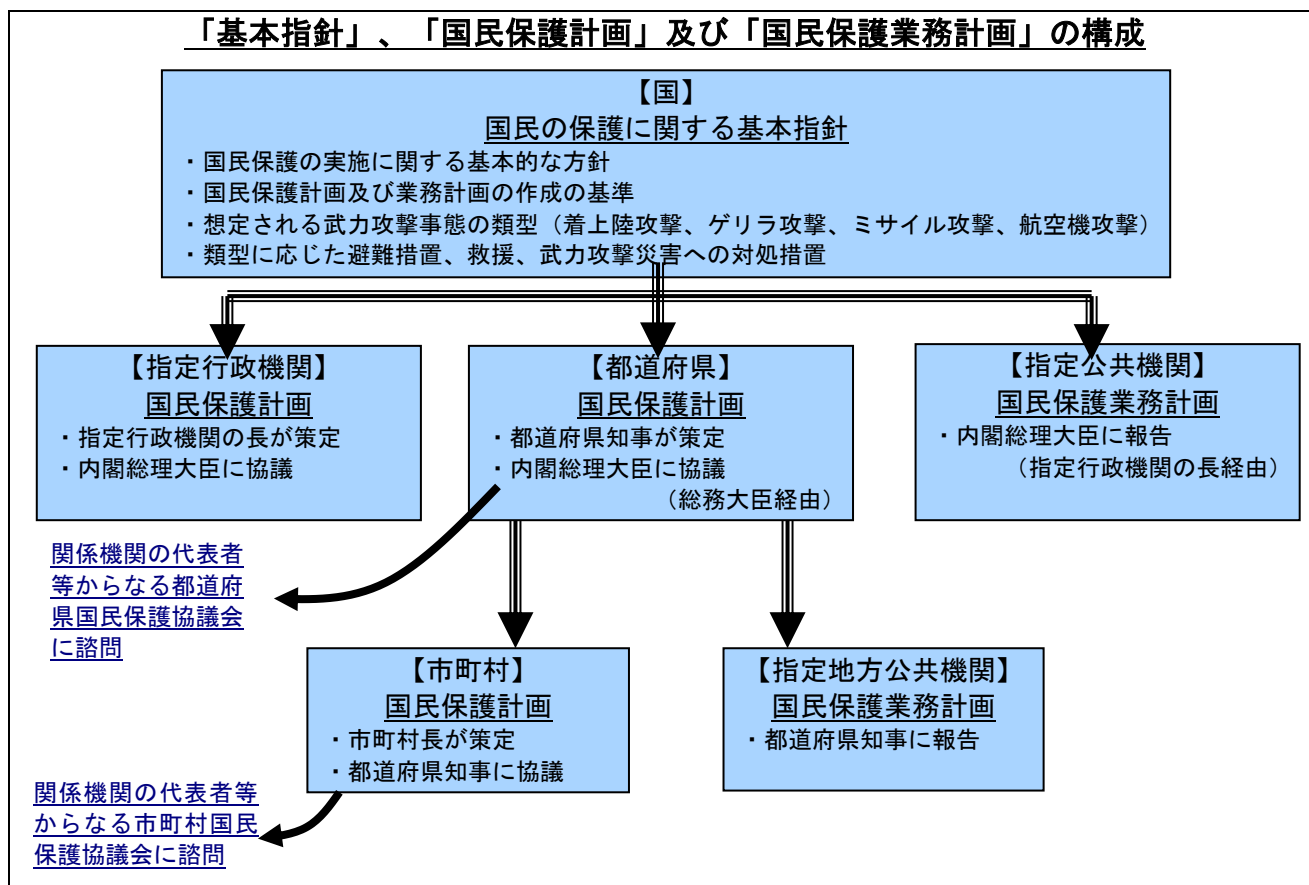 「基本指針」、「国民保護計画」及び「国民保護業務計画」の構成
【国】
国民の保護に関する基本指針
・国民保護の実施に関する基本的な方針
・国民保護計画及び業務計画の作成の基準
・想定される武力攻撃事態の類型（着上陸攻撃、ゲリラ攻撃、ミサイル攻撃、航空機攻撃）
・類型に応じた避難措置、救援、武力攻撃災害への対処措置
【指定行政機関】
国民保護計画
・指定行政機関の長が策定
・内閣総理大臣に協議
【都道府県】
国民保護計画
・都道府県知事が策定
・内閣総理大臣に協議
（総務大臣経由）
【指定公共機関】
国民保護業務計画
・内閣総理大臣に報告
（指定行政機関の長経由）
関係機関の代表者
等からなる都道府
県国民保護協議会
に諮問
【市町村】
国民保護計画
・市町村長が策定
・都道府県知事に協議
【指定地方公共機関】
国民保護業務計画
・都道府県知事に報告
関係機関の代表者等
からなる市町村国民
保護協議会に諮問